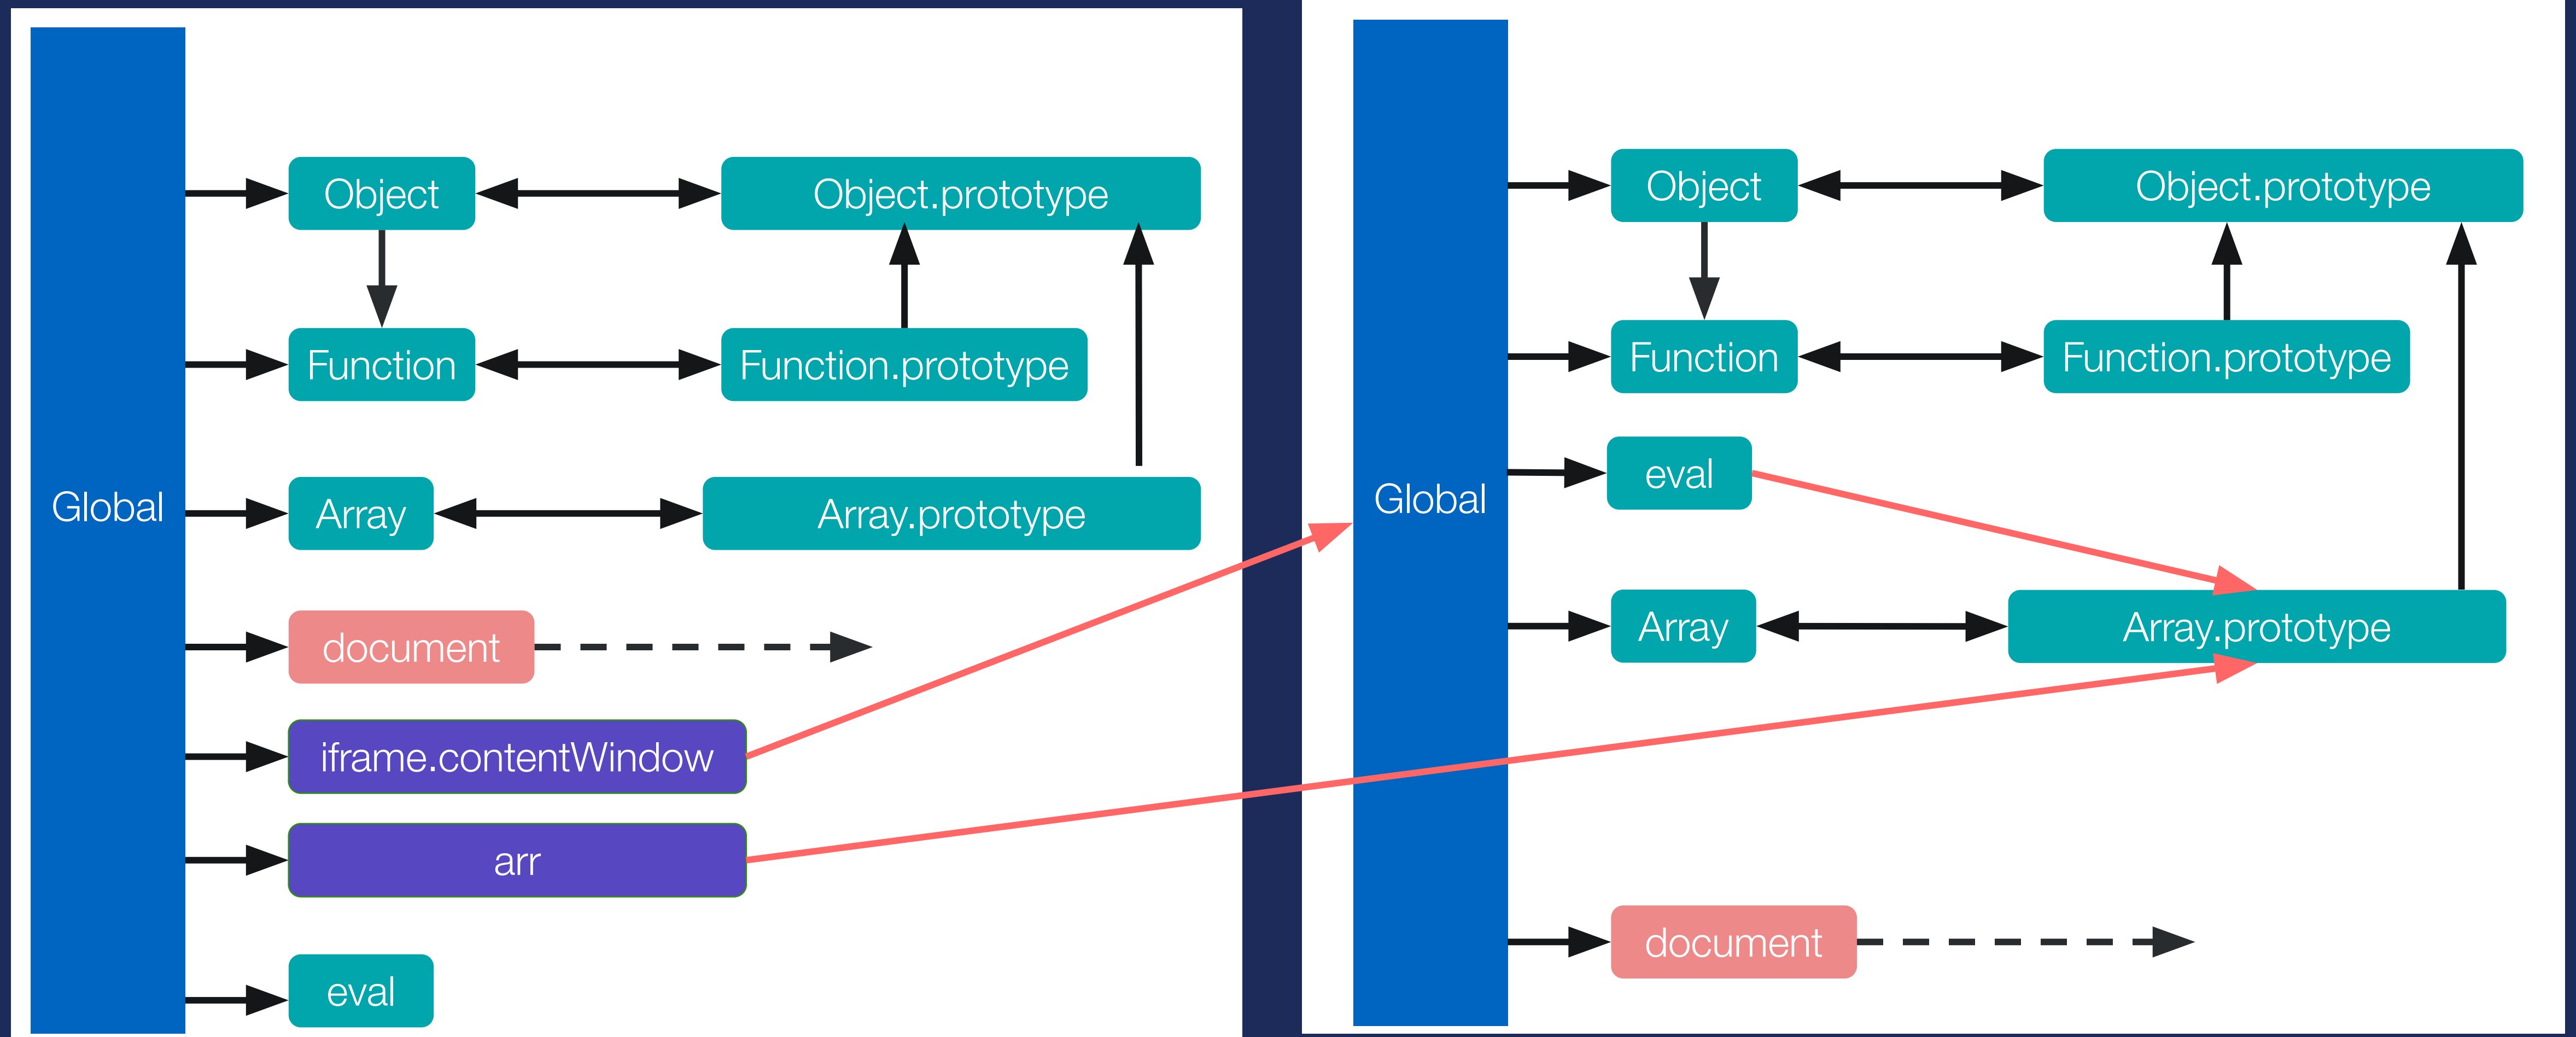 Global
Object
Object.prototype
Function
Function.prototype
Array
Array.prototype
document
iframe.contentWindow
arr
eval
Global
Object
Object.prototype
Function
Function.prototype
eval
Array
Array.prototype
document